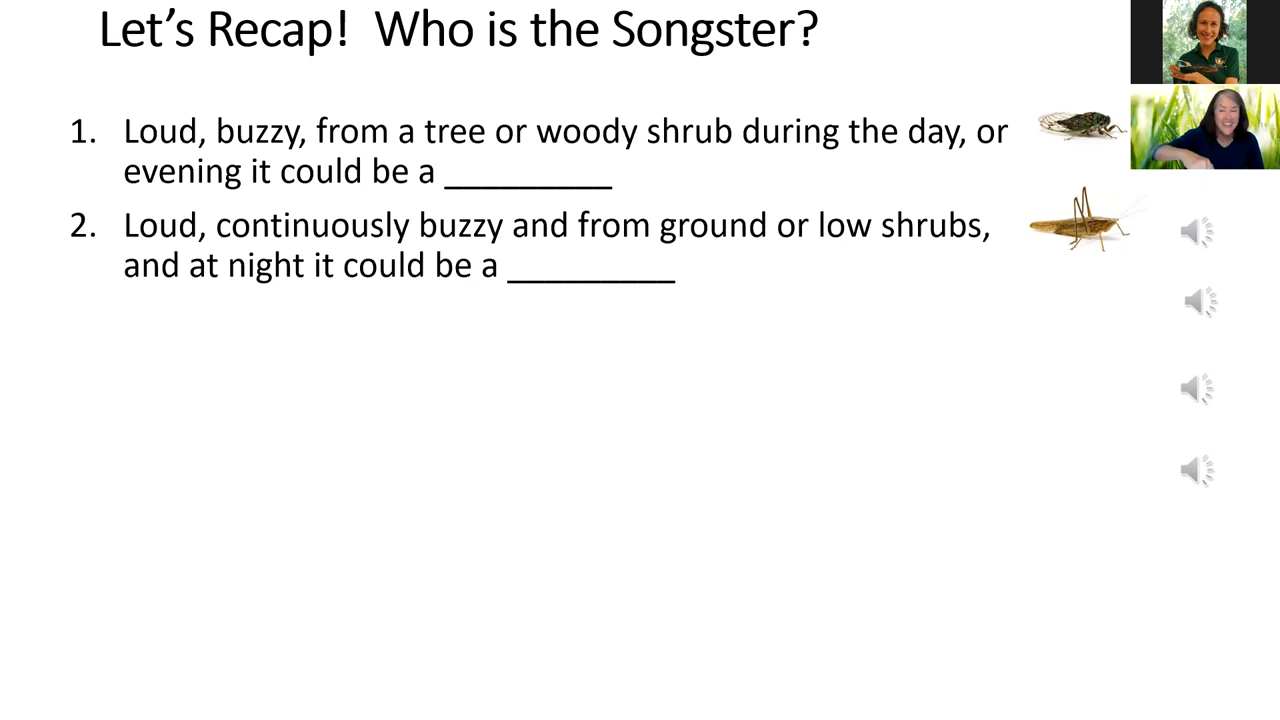 Let's Recap!  Who is the Songster?
1. Loud, buzzy, from a tree or woody shrub during the day, or
evening it could be a _________
2. Loud, continuously buzzy and from ground or low shrubs,
and at night it could be a _________